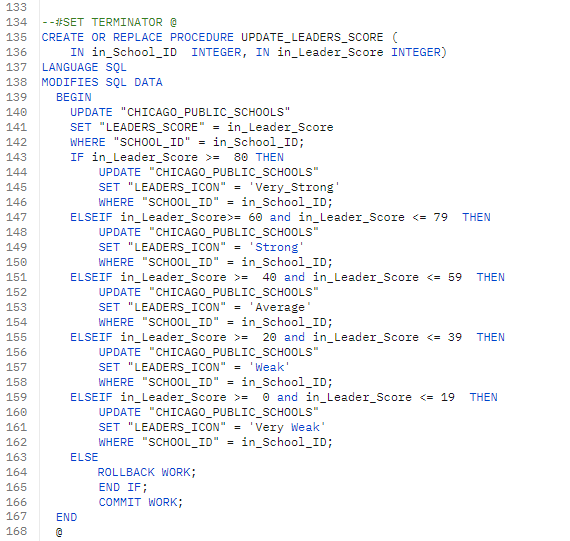 133
134 --#SET TERMINATOR @
135 CREATE OR REPLACE PROCEDURE UPDATE_LEADERS_SCORE (
136     IN in_School_ID  INTEGER, IN in_Leader_Score INTEGER)
137 LANGUAGE SQL
138 MODIFIES SQL DATA
139   BEGIN
140     UPDATE "CHICAGO_PUBLIC_SCHOOLS"
141     SET "LEADERS_SCORE" = in_Leader_Score
142     WHERE "SCHOOL_ID" = in_School_ID;
143     IF in_Leader_Score >=  80 THEN
144         UPDATE "CHICAGO_PUBLIC_SCHOOLS"
145         SET "LEADERS_ICON" = 'Very_Strong'
146         WHERE "SCHOOL_ID" = in_School_ID;
147     ELSEIF in_Leader_Score>= 60 and in_Leader_Score <= 79  THEN
148         UPDATE "CHICAGO_PUBLIC_SCHOOLS"
149         SET "LEADERS_ICON" = 'Strong'
150         WHERE "SCHOOL_ID" = in_School_ID;
151     ELSEIF in_Leader_Score >=  40 and in_Leader_Score <= 59  THEN
152         UPDATE "CHICAGO_PUBLIC_SCHOOLS"
153         SET "LEADERS_ICON" = 'Average'
154         WHERE "SCHOOL_ID" = in_School_ID;
155     ELSEIF in_Leader_Score >=  20 and in_Leader_Score <= 39  THEN
156         UPDATE "CHICAGO_PUBLIC_SCHOOLS"
157         SET "LEADERS_ICON" = 'Weak'
158         WHERE "SCHOOL_ID" = in_School_ID;
159     ELSEIF in_Leader_Score >=  0 and in_Leader_Score <= 19  THEN
160         UPDATE "CHICAGO_PUBLIC_SCHOOLS"
161         SET "LEADERS_ICON" = 'Very Weak'
162         WHERE "SCHOOL_ID" = in_School_ID;
163     ELSE
164         ROLLBACK WORK;
165         END IF;
166         COMMIT WORK;
167   END
168   @